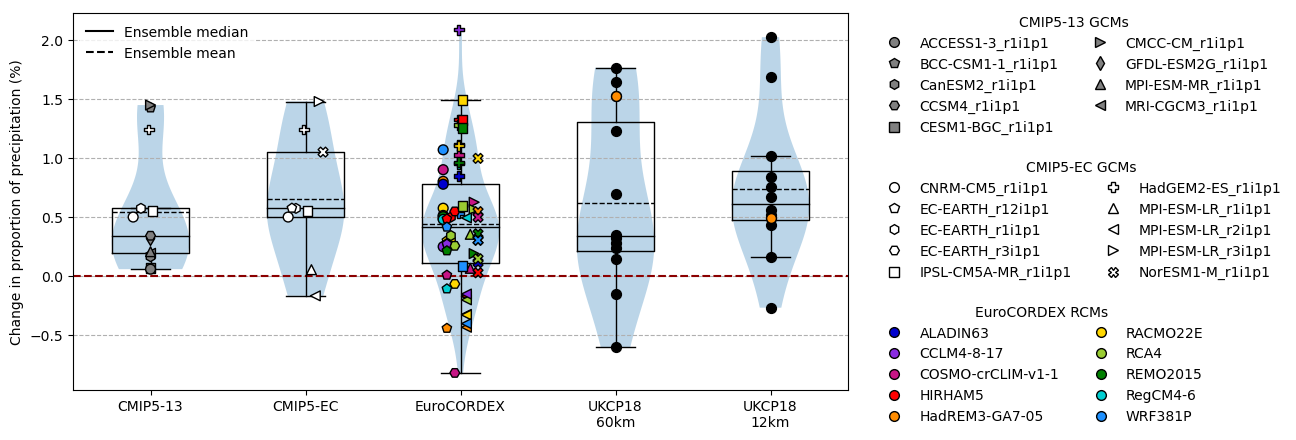 Change in proportion of precipitation (%)
2.0
1.5
1.0
0.5
0.0
−0.5
Ensemble median
Ensemble mean
CMIP5-13
CMIP5-EC
EuroCORDEX
UKCP18
60km
UKCP18
12km
CMIP5-13 GCMs
ACCESS1-3_r1i1p1
BCC-CSM1-1_r1i1p1
CanESM2_r1i1p1
CCSM4_r1i1p1
CESM1-BGC_r1i1p1
CMCC-CM_r1i1p1
GFDL-ESM2G_r1i1p1
MPI-ESM-MR_r1i1p1
MRI-CGCM3_r1i1p1
CMIP5-EC GCMs
CNRM-CM5_r1i1p1
EC-EARTH_r12i1p1
EC-EARTH_r1i1p1
EC-EARTH_r3i1p1
IPSL-CM5A-MR_r1i1p1
HadGEM2-ES_r1i1p1
MPI-ESM-LR_r1i1p1
MPI-ESM-LR_r2i1p1
MPI-ESM-LR_r3i1p1
NorESM1-M_r1i1p1
EuroCORDEX RCMs
ALADIN63
CCLM4-8-17
COSMO-crCLIM-v1-1
HIRHAM5
HadREM3-GA7-05
RACMO22E
RCA4
REMO2015
RegCM4-6
WRF381P